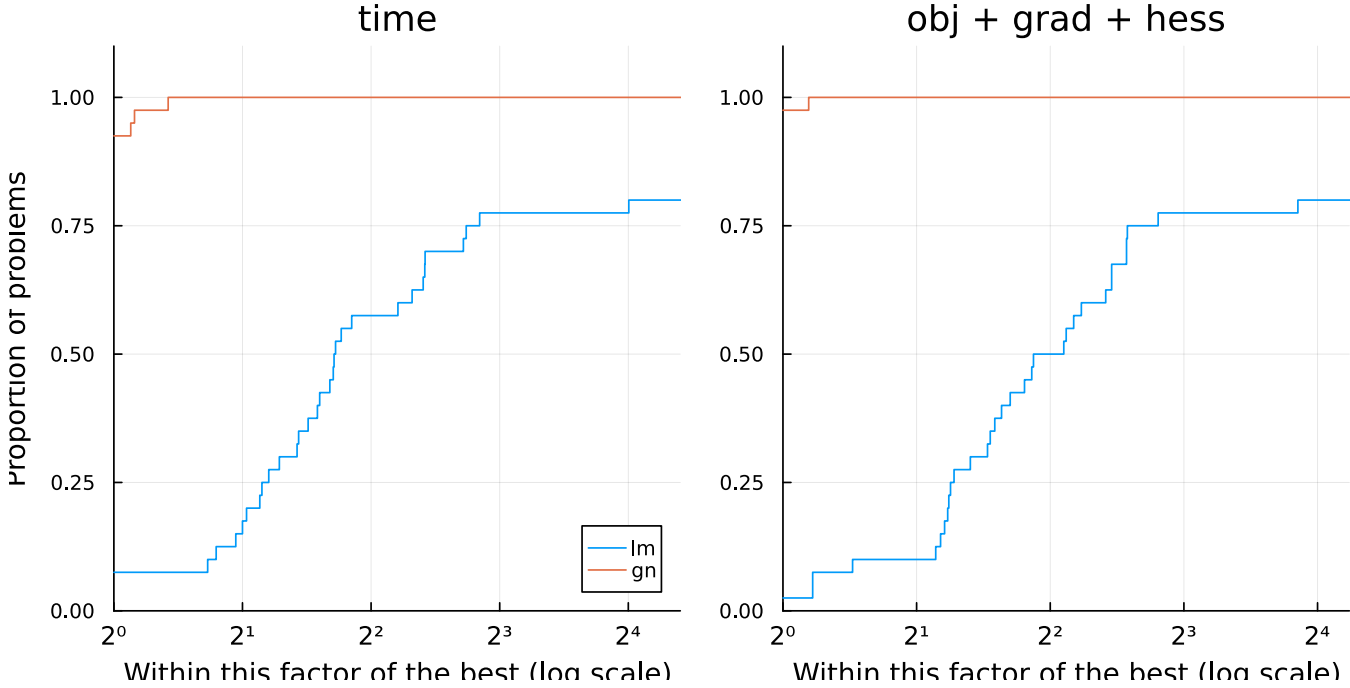 time
obj + grad + hess
Proportion of problems
1.00
0.75
0.50
0.25
0.00
2⁰
2¹
2²
2³
2⁴
Within this factor of the best (log scale)
lm
gn
1.00
0.75
0.50
0.25
0.00
2⁰
2¹
2²
2³
2⁴
Within this factor of the best (log scale)